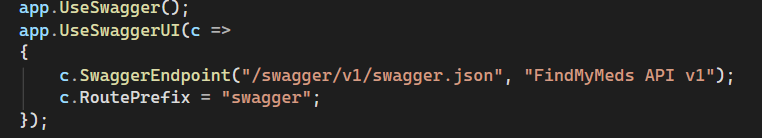 app.UseSwagger();
app.UseSwaggerUI(c =>
{
    c.SwaggerEndpoint("/swagger/v1/swagger.json", "FindMyMeds API v1");
    c.RoutePrefix = "swagger";
});